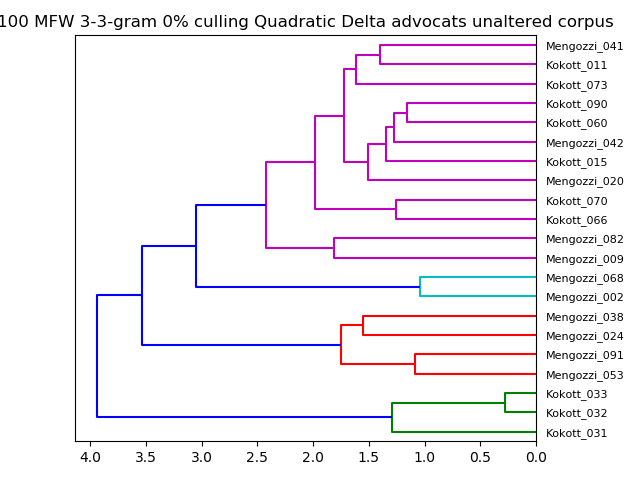 100 MFW 3-3-gram 0% culling Quadratic Delta advocats unaltered corpus
Mengozzi_041
Kokott_011
Kokott_073
Kokott_090
Kokott_060
Mengozzi_042
Kokott_015
Mengozzi_020
Kokott_070
Kokott_066
Mengozzi_082
Mengozzi_009
Mengozzi_068
Mengozzi_002
Mengozzi_038
Mengozzi_024
Mengozzi_091
Mengozzi_053
Kokott_033
Kokott_032
Kokott_031
4.0 3.5 3.0 2.5 2.0 1.5 1.0 0.5 0.0